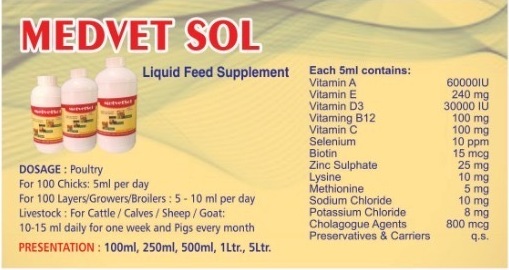 MEDVET SOL
Liquid Feed Supplement
DOSAGE : Poultry
For 100 Chicks: 5ml per day
For 100 Layers/Growers/Broilers : 5 - 10 ml per day
Livestock : For Cattle / Calves / Sheep / Goat:
10-15 ml daily for one week and Pigs every month
PRESENTATION : 100ml, 250ml, 500ml, 1Ltr., 5Ltr.
Each 5ml contains:
Vitamin A 60000IU
Vitamin E 240 mg
Vitamin D3 30000 IU
Vitaming B12 100 mg
Vitamin C 100 mg
Selenium 10 ppm
Biotin 15 mcg
Zinc Sulphate 25 mg
Lysine 10 mg
Methionine 5 mg
Sodium Chloride 10 mg
Potassium Chloride 8 mg
Cholagogue Agents 800 mcg
Preservatives & Carriers q.s.